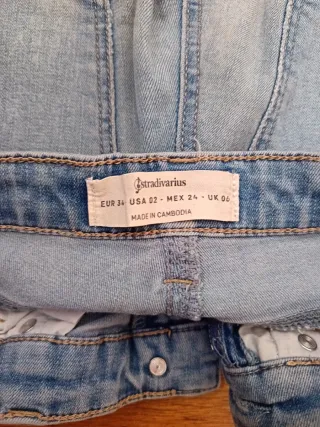 stradivarius
EUR 34 USA 02 - MEX 24 - UK 06
MADE IN CAMBODIA